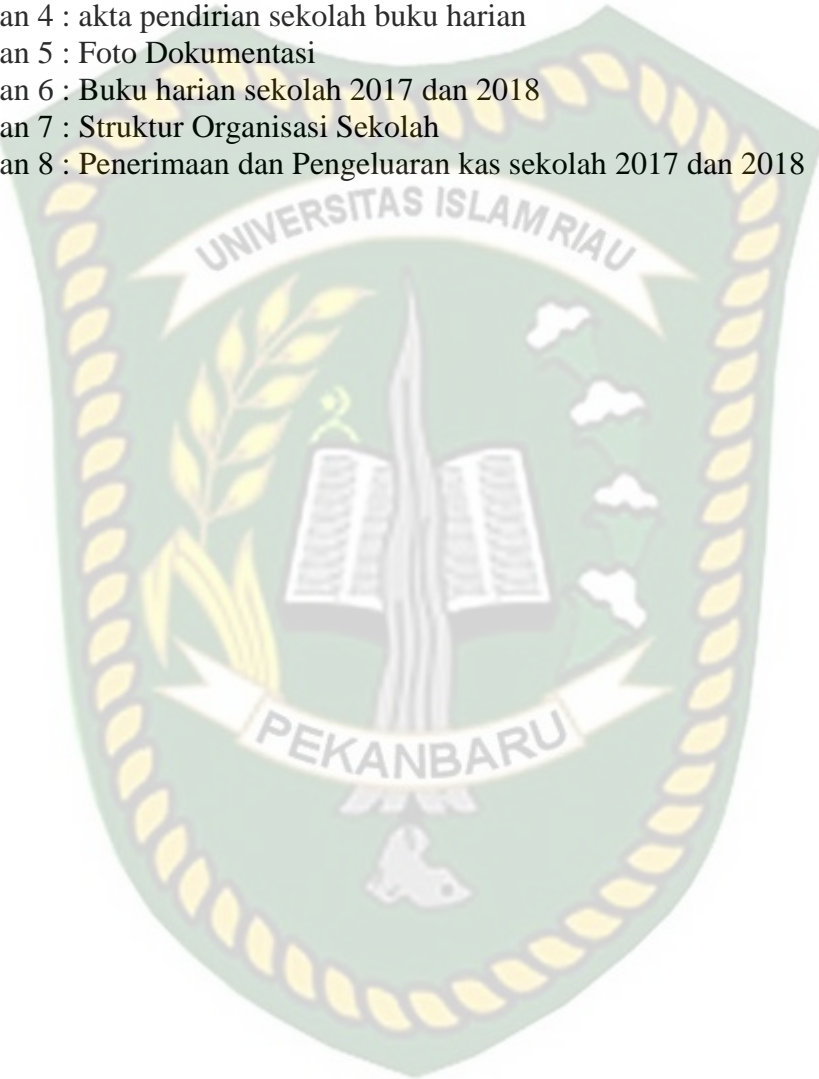 an 4 : akta pendirian sekolah buku harian
an 5 : Foto Dokumentasi
an 6 : Buku harian sekolah 2017 dan 2018
an 7 : Struktur Organisasi Sekolah
an 8 : Penerimaan dan Pengeluaran kas sekolah 2017 dan 2018
UNIVERSITAS ISLAM RIAU
PEKANBARU